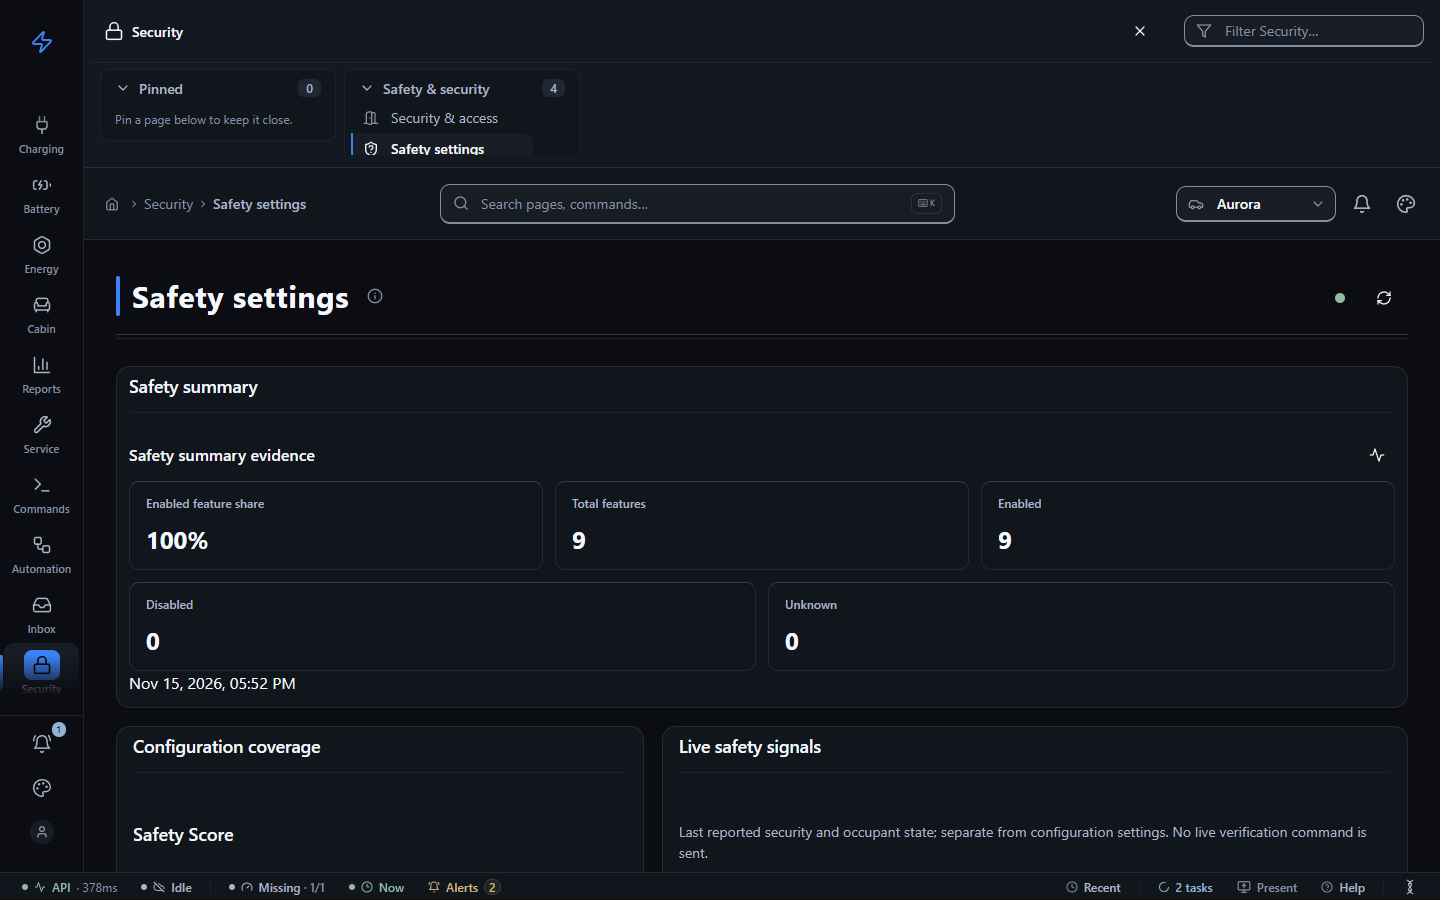 Security
Filter Security...
Pinned
0
Pin a page below to keep it close.
Safety & security
4
Security & access
Safety settings
Charging
Battery
Energy
Cabin
Reports
Service
Commands
Automation
Inbox
Security
1
Security
Safety settings
Search pages, commands...
K
Aurora
Safety settings
Safety summary
Safety summary evidence
Enabled feature share
100%
Total features
9
Enabled
9
Disabled
0
Unknown
0
Nov 15, 2026, 05:52 PM
Configuration coverage
Safety Score
Live safety signals
Last reported security and occupant state; separate from configuration settings. No live verification command is
sent.
API · 378ms
Idle
Missing · 1/1
Now
Alerts 2
Recent
2 tasks
Present
Help